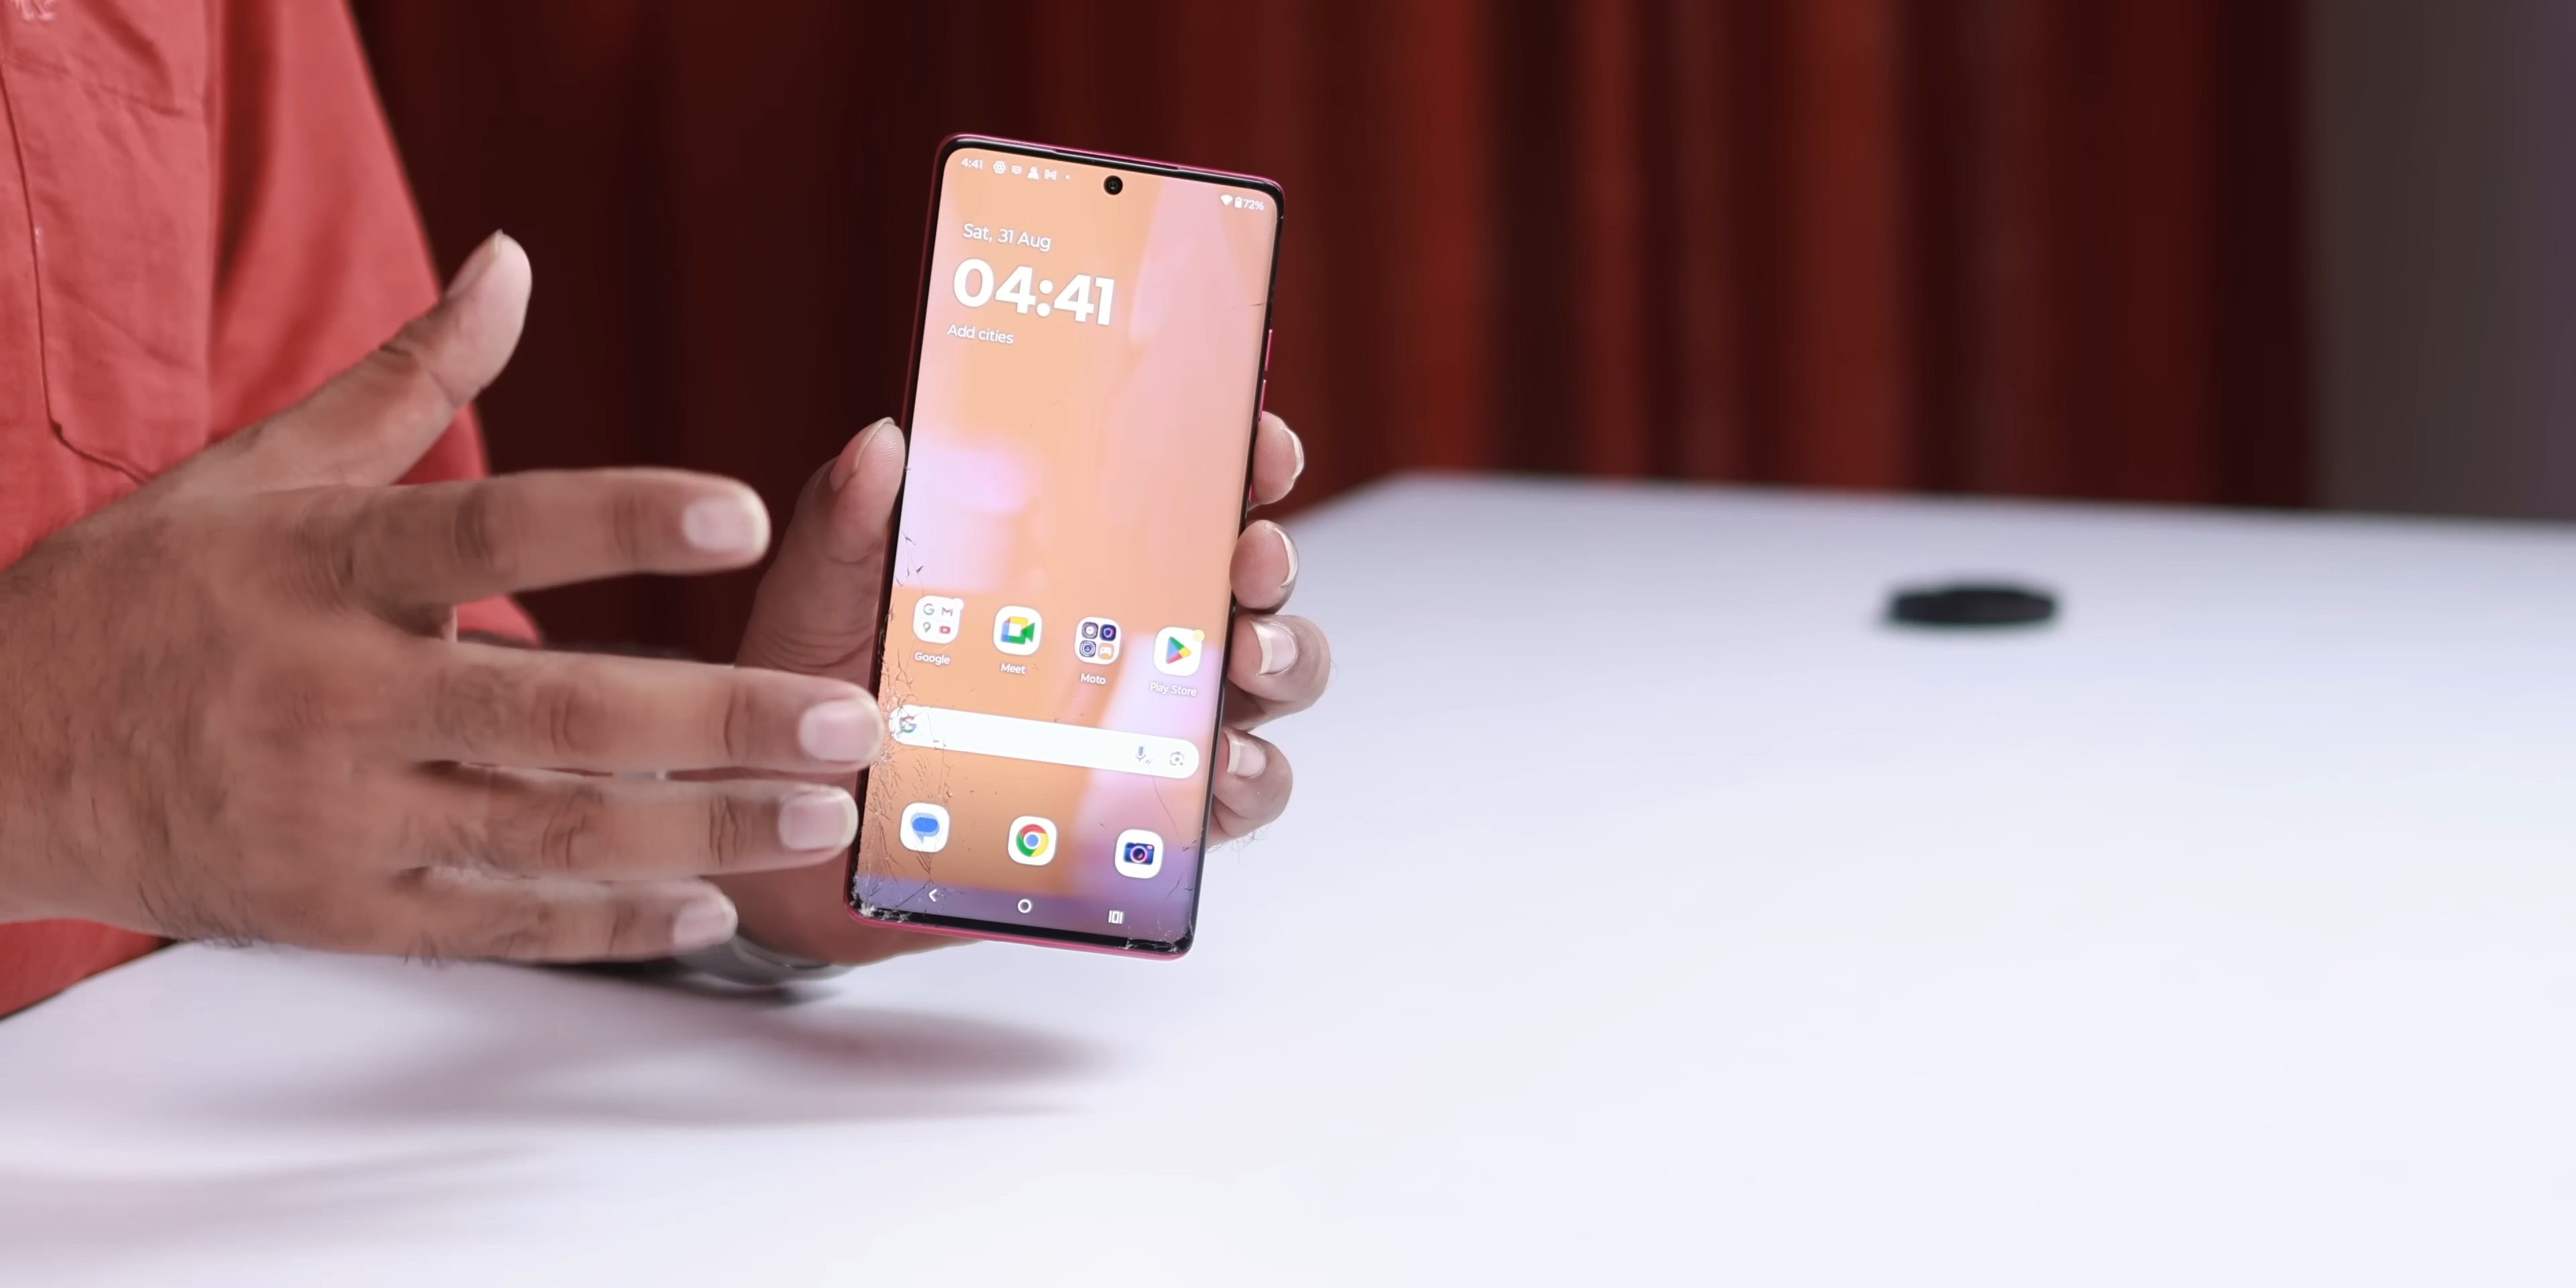 4:41
72%
Sat, 31 Aug
04:41
Add cities
Google
Meet
Moto
Play Store